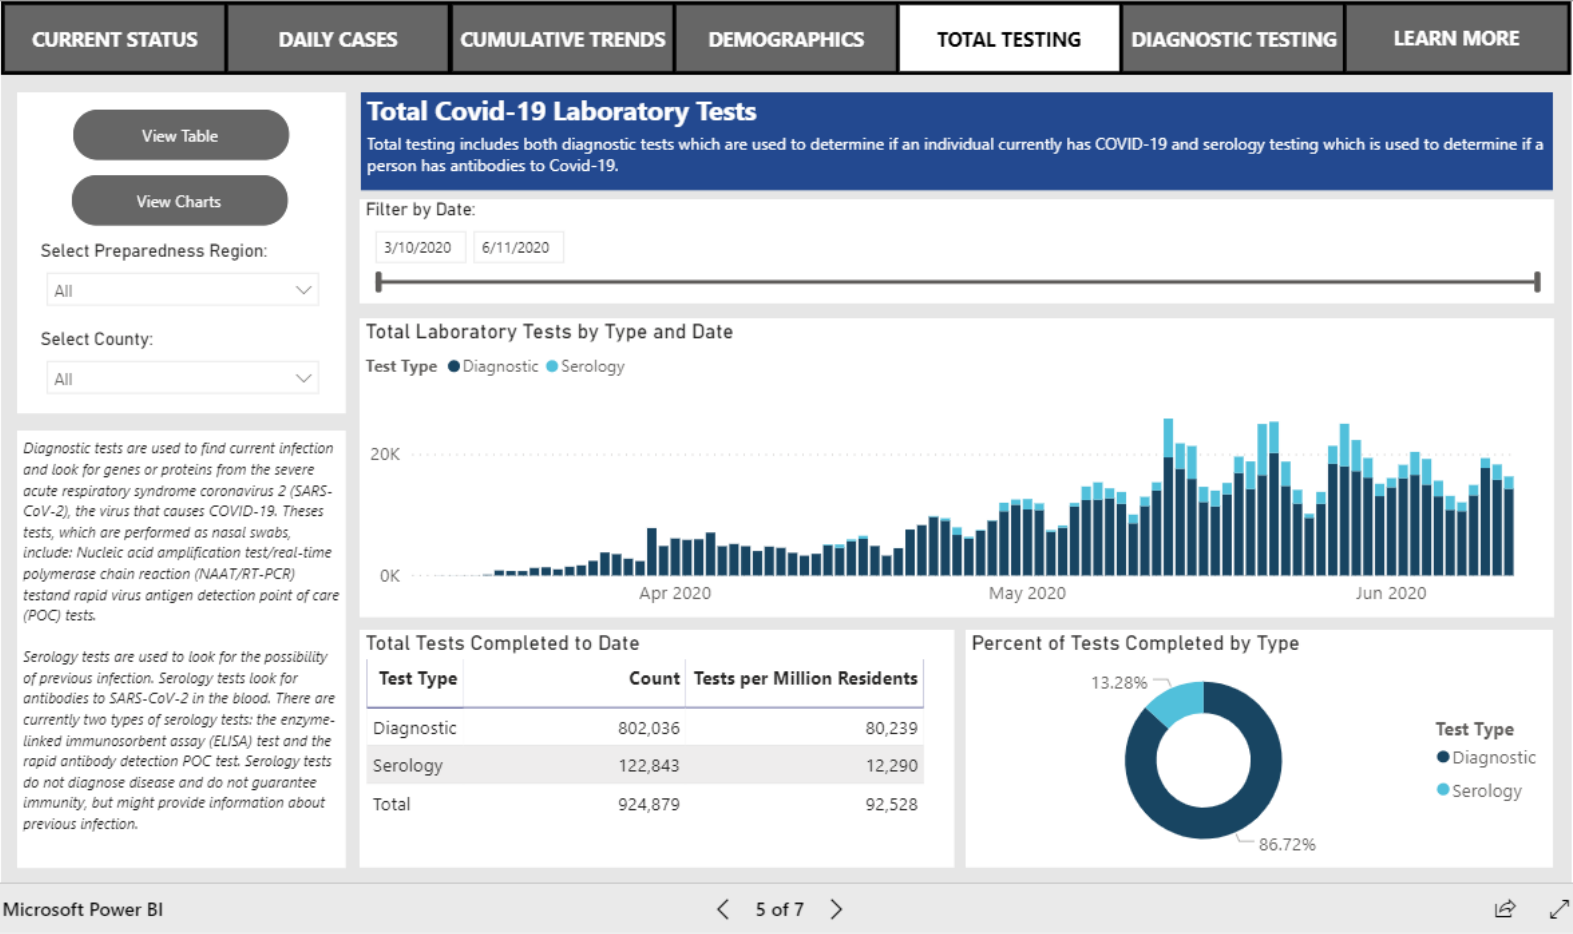 CURRENT STATUS
DAILY CASES
CUMULATIVE TRENDS
DEMOGRAPHICS
TOTAL TESTING
DIAGNOSTIC TESTING
LEARN MORE
View Table
View Charts
Select Preparedness Region:
All
Select County:
All
Diagnostic tests are used to find current infection
and look for genes or proteins from the severe
acute respiratory syndrome coronavirus 2 (SARS-
CoV-2), the virus that causes COVID-19. Theses
tests, which are performed as nasal swabs,
include: Nucleic acid amplification test/real-time
polymerase chain reaction (NAAT/RT-PCR)
testand rapid virus antigen detection point of care
(POC) tests.
Serology tests are used to look for the possibility
of previous infection. Serology tests look for
antibodies to SARS-CoV-2 in the blood. There are
currently two types of serology tests: the enzyme-
linked immunosorbent assay (ELISA) test and the
rapid antibody detection POC test. Serology tests
do not diagnose disease and do not guarantee
immunity, but might provide information about
previous infection.
Total Covid-19 Laboratory Tests
Total testing includes both diagnostic tests which are used to determine if an individual currently has COVID-19 and serology testing which is used to determine if a
person has antibodies to Covid-19.
Filter by Date:
3/10/2020 6/11/2020
Total Laboratory Tests by Type and Date
Test Type Diagnostic Serology
20K
0K
Apr 2020 May 2020 Jun 2020
Total Tests Completed to Date
Test Type Count Tests per Million Residents
Diagnostic 802,036 80,239
Serology 122,843 12,290
Total 924,879 92,528
Percent of Tests Completed by Type
13.28%
86.72%
Test Type
Diagnostic
Serology
Microsoft Power BI
5 of 7